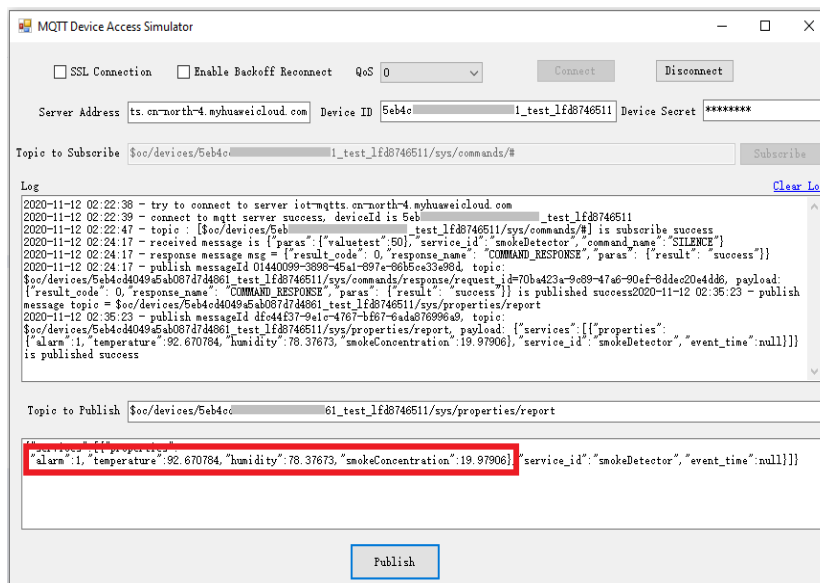 MQTT Device Access Simulator
SSL Connection Enable Backoff Reconnect QoS 0 Connect Disconnect
Server Address ts.cn-north-4.myhuaweicloud.com Device ID 5eb4c 1_test_lfd8746511 Device Secret ********
Topic to Subscribe $oc/devices/5eb4c 1_test_lfd8746511/sys/commands/# Subscribe
Log Clear Lo
2020-11-12 02:22:38 - try to connect to server iot-mqtts.cn-north-4.myhuaweicloud.com
2020-11-12 02:22:39 - connect to mqtt server success, deviceId is 5eb _test_lfd8746511
2020-11-12 02:22:47 - topic : [$oc/devices/5eb _test_lfd8746511/sys/commands/#] is subscribe success
2020-11-12 02:24:17 - received message is {"paras":{"valuetest":50},"service_id":"smokeDetector","command_name":"SILENCE"}
2020-11-12 02:24:17 - response message msg = {"result_code": 0,"response_name": "COMMAND_RESPONSE","paras": {"result": "success"}}
2020-11-12 02:24:17 - publish messageId 01440099-3898-45a1-897e-86b5ce33e98d, topic:
$oc/devices/5eb4cd4049a5ab087d7d4861_test_lfd8746511/sys/commands/response/request_id=70ba423a-9c89-47a6-90ef-8ddec20e4dd6, payload:
{"result_code": 0,"response_name": "COMMAND_RESPONSE","paras": {"result": "success"}} is published success2020-11-12 02:35:23 - publish
message topic = $oc/devices/5eb4cd4049a5ab087d7d4861_test_lfd8746511/sys/properties/report
2020-11-12 02:35:23 - publish messageId dfc44f37-9e1c-4767-bf67-6ada876996a9, topic:
$oc/devices/5eb4cd4049a5ab087d7d4861_test_lfd8746511/sys/properties/report, payload: {"services":[{"properties":
{"alarm":1,"temperature":92.670784,"humidity":78.37673,"smokeConcentration":19.97906},"service_id":"smokeDetector","event_time":null}]}
is published success
Topic to Publish $oc/devices/5eb4c 61_test_lfd8746511/sys/properties/report
{"services":[{"properties":
"alarm":1,"temperature":92.670784,"humidity":78.37673,"smokeConcentration":19.97906},"service_id":"smokeDetector","event_time":null}]}
Publish